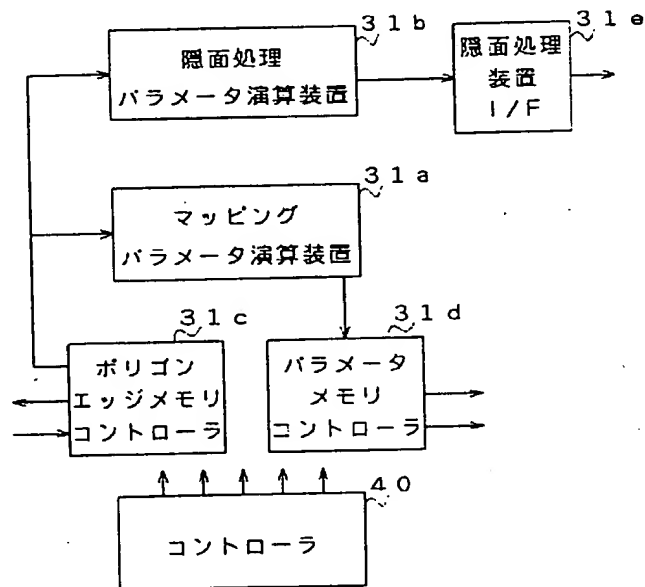 31b
隠面処理
パラメータ演算装置
31e
隠面処理
装置
I/F
31a
マッピング
パラメータ演算装置
31c
ポリゴン
エッジメモリ
コントローラ
31d
パラメータ
メモリ
コントローラ
40
コントローラ